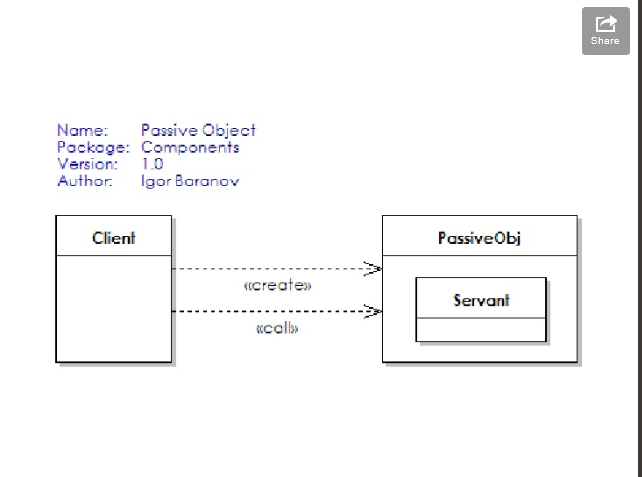 Share
Name: Passive Object
Package: Components
Version: 1.0
Author: Igor Baranov
Client
PassiveObj
«create»
Servant
«call»